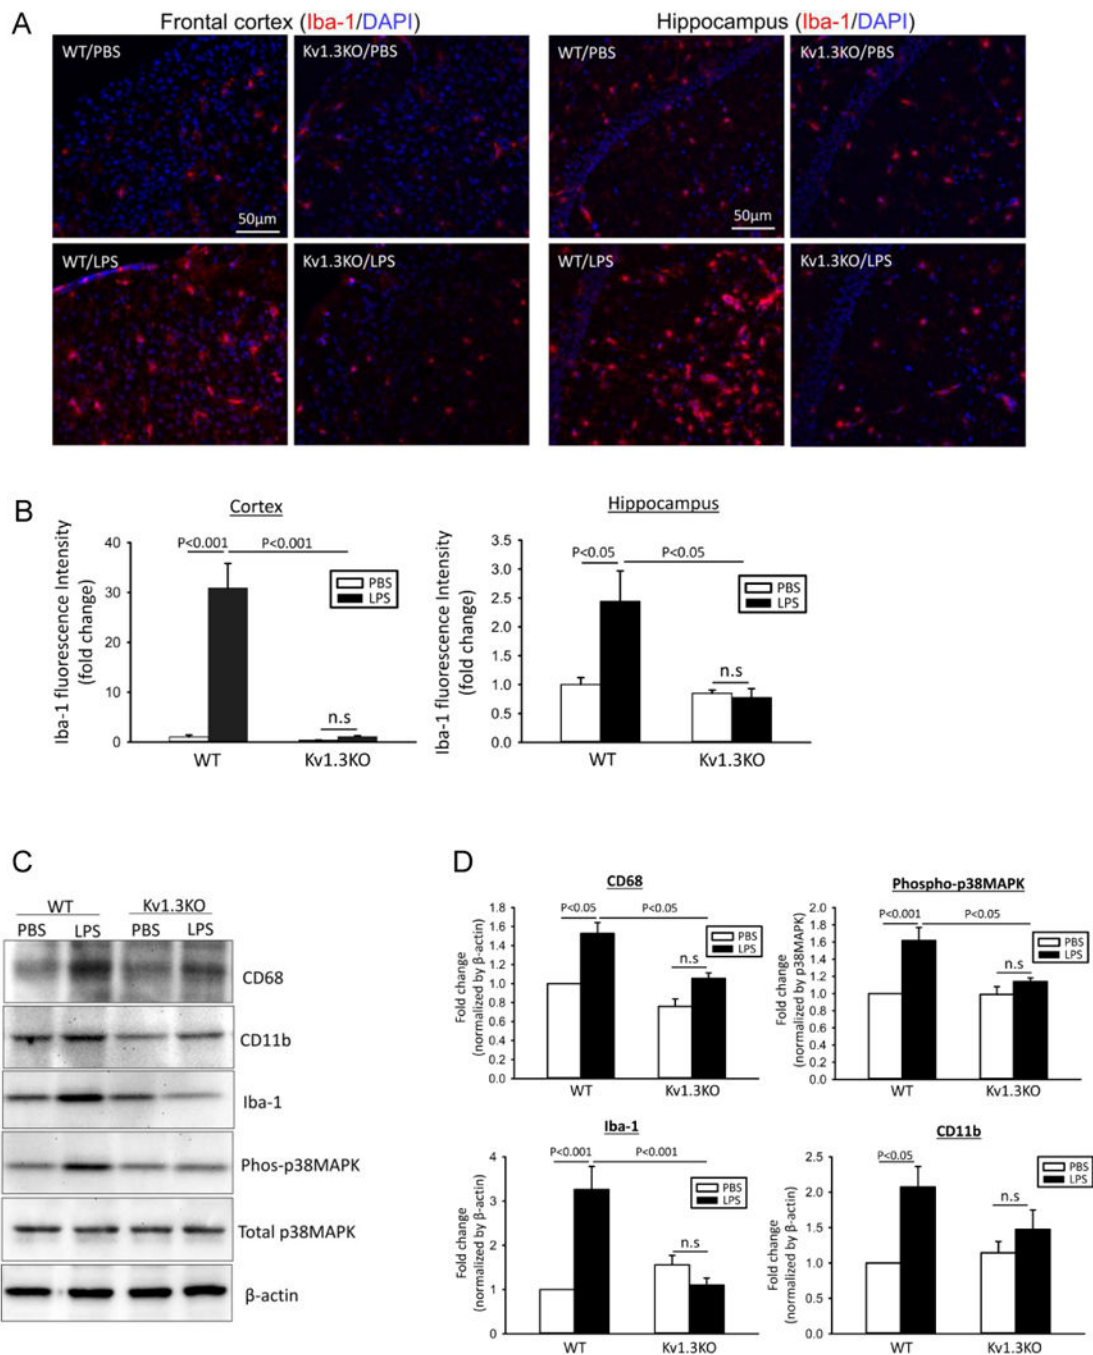 A
Frontal cortex (Iba-1/DAPI)
Hippocampus (Iba-1/DAPI)
WT/PBS
Kv1.3KO/PBS
WT/PBS
Kv1.3KO/PBS
50μm
50μm
WT/LPS
Kv1.3KO/LPS
WT/LPS
Kv1.3KO/LPS
B
Cortex
Iba-1 fluorescence Intensity
(fold change)
40
30
20
10
0
P<0.001
P<0.001
PBS
LPS
n.s
WT
Kv1.3KO
Hippocampus
Iba-1 fluorescence Intensity
(fold change)
3.5
3.0
2.5
2.0
1.5
1.0
0.5
0.0
P<0.05
P<0.05
PBS
LPS
n.s
WT
Kv1.3KO
C
WT
Kv1.3KO
PBS
LPS
PBS
LPS
CD68
CD11b
Iba-1
Phos-p38MAPK
Total p38MAPK
β-actin
D
CD68
Fold change
(normalized by β-actin)
1.8
1.6
1.4
1.2
1.0
0.8
0.6
0.4
0.2
0.0
P<0.05
P<0.05
PBS
LPS
n.s
WT
Kv1.3KO
Phospho-p38MAPK
Fold change
(normalized by p38MAPK)
2.0
1.8
1.6
1.4
1.2
1.0
0.8
0.6
0.4
0.2
0.0
P<0.001
P<0.05
PBS
LPS
n.s
WT
Kv1.3KO
Iba-1
Fold change
(normalized by β-actin)
4
3
2
1
0
P<0.001
P<0.001
PBS
LPS
n.s
WT
Kv1.3KO
CD11b
Fold change
(normalized by β-actin)
2.5
2.0
1.5
1.0
0.5
0.0
P<0.05
PBS
LPS
n.s
WT
Kv1.3KO